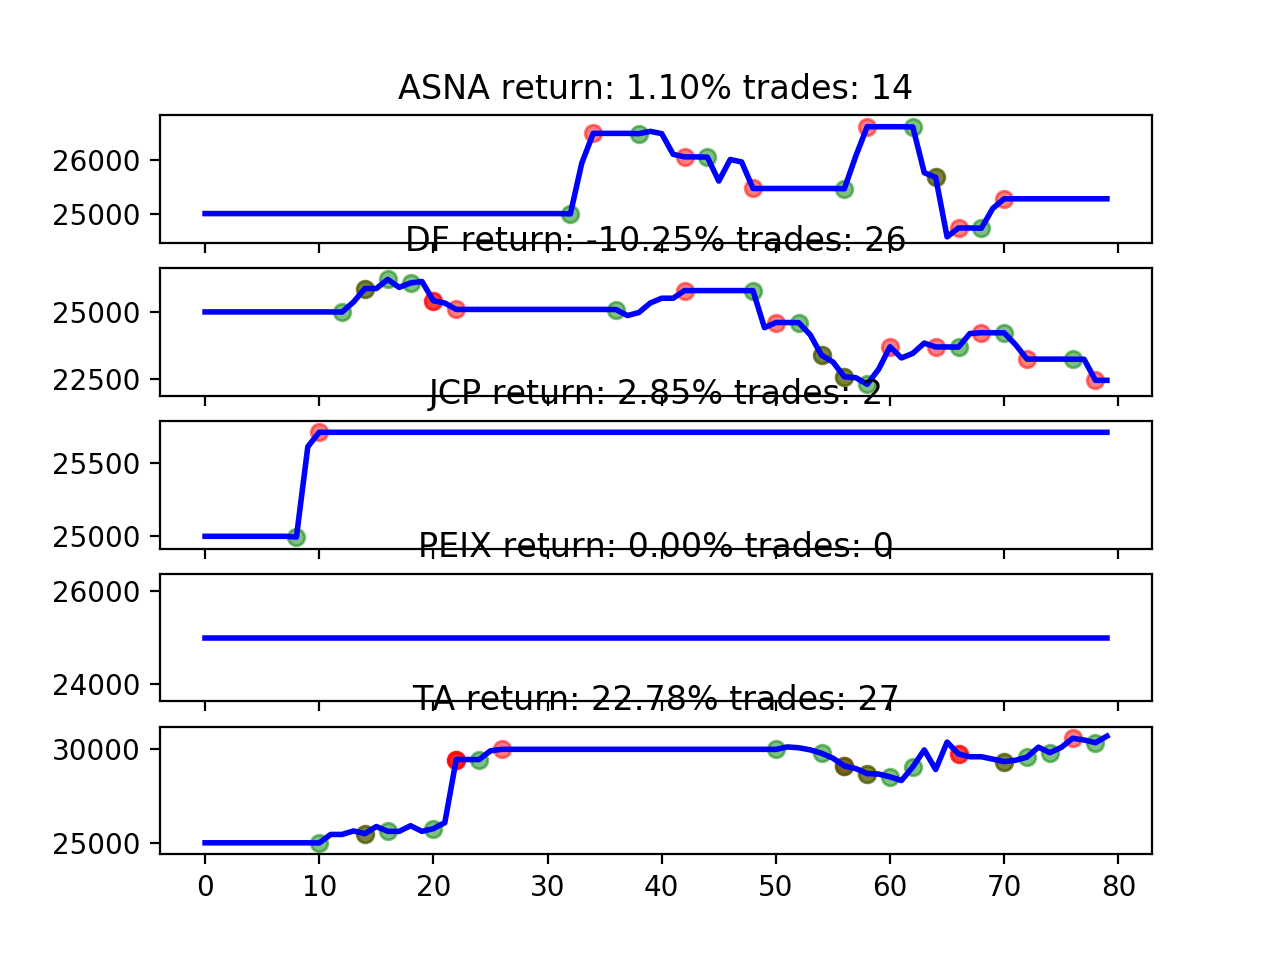 ASNA return: 1.10% trades: 14
26000
25000
DF return: -10.25% trades: 26
25000
22500
JCP return: 2.85% trades: 2
25500
25000
PEIX return: 0.00% trades: 0
26000
24000
TA return: 22.78% trades: 27
30000
25000
0 10 20 30 40 50 60 70 80